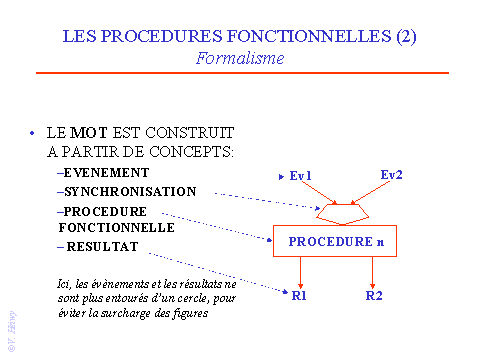 LES PROCEDURES FONCTIONNELLES (2)
Formalisme
• LE MOT EST CONSTRUIT
A PARTIR DE CONCEPTS:
–EVENEMENT
–SYNCHRONISATION
–PROCEDURE
FONCTIONNELLE
– RESULTAT
Ici, les évènements et les résultats ne
sont plus entourés d'un cercle, pour
éviter la surcharge des figures
Ev1
Ev2
PROCEDURE n
R1
R2